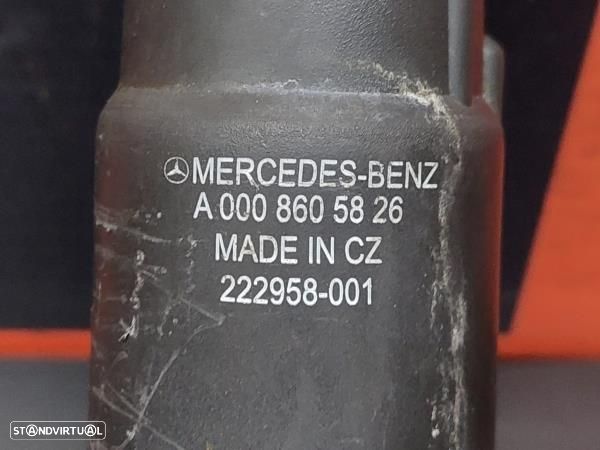 MERCEDES-BENZ
A 000 860 58 26
MADE IN CZ
222958-001
STANDVIRTUAL